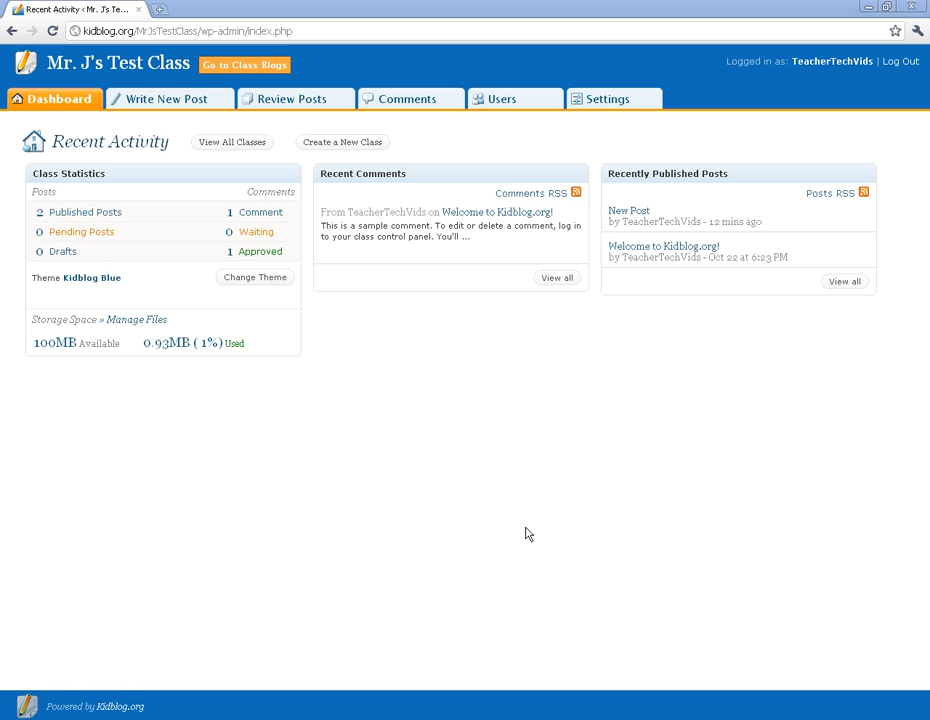 Recent Activity ‹ Mr. J's Te...
kidblog.org/MrJsTestClass/wp-admin/index.php
Mr. J's Test Class
Go to Class Blogs
Logged in as: TeacherTechVids | Log Out
Dashboard
Write New Post
Review Posts
Comments
Users
Settings
Recent Activity
View All Classes
Create a New Class
Class Statistics
Posts Comments
2 Published Posts 1 Comment
0 Pending Posts 0 Waiting
0 Drafts 1 Approved
Theme Kidblog Blue Change Theme
Storage Space » Manage Files
100MB Available 0.93MB ( 1%) Used
Recent Comments
Comments RSS
From TeacherTechVids on Welcome to Kidblog.org!
This is a sample comment. To edit or delete a comment, log in
to your class control panel. You'll ...
View all
Recently Published Posts
Posts RSS
New Post
by TeacherTechVids - 12 mins ago
Welcome to Kidblog.org!
by TeacherTechVids - Oct 22 at 6:23 PM
View all
Powered by Kidblog.org